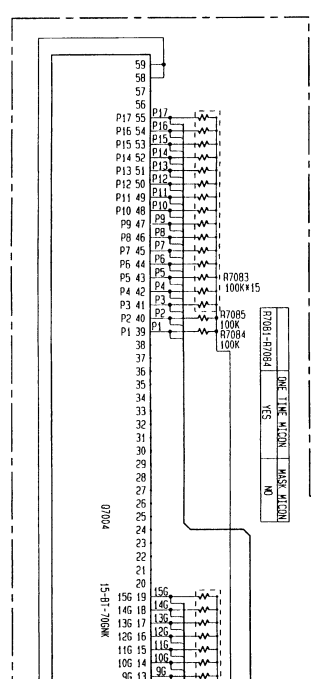 59
58
57
56
P17 55 P17
P16 54 P16
P15 53 P15
P14 52 P14
P13 51 P13
P12 50 P12
P11 49 P11
P10 48 P10
P9 47 P9
P8 46 P8
P7 45 P7
P6 44 P6
P5 43 P5
P4 42 P4
P3 41 P3
P2 40 P2
P1 39 P1
R7083
100K*15
R7085
100K
R7084
100K
38
37
36
35
34
33
32
31
30
29
28
27
26
25
24
23
22
21
20
15G 19 15G
14G 18 14G
13G 17 13G
12G 16 12G
11G 15 11G
10G 14 10G
9G 13 9G
Q7004
15-BT-70GNK
ONE TIME MICON MASK MICON
R7081-R7084 YES NO